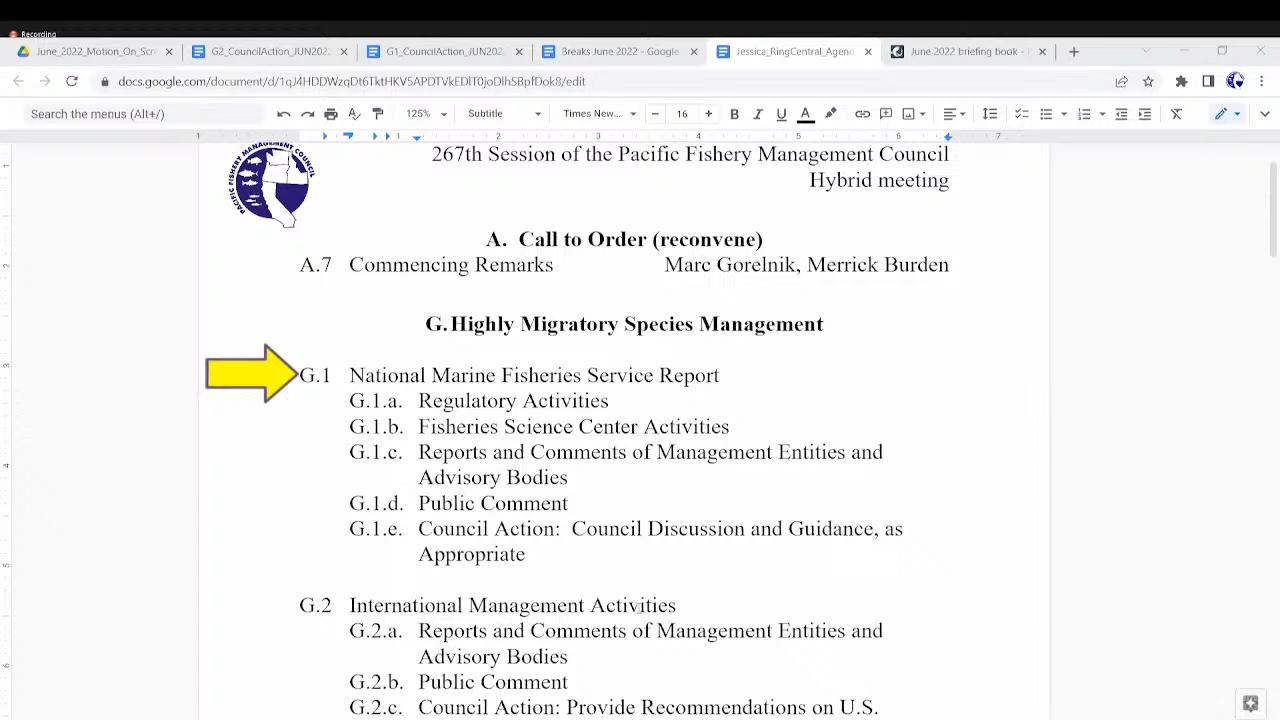 Recording
June_2022_Motion_On_Scr
G2_CouncilAction_JUN202
G1_CouncilAction_JUN202
Breaks June 2022 - Google
Jessica_RingCentral_Agend
June 2022 briefing book -
docs.google.com/document/d/1qJ4HDDWzqDt6TktHKV5APDTVkEDlT0joDlhSBpfDok8/edit
Search the menus (Alt+/)
125%
Subtitle
Times New...
16
PACIFIC FISHERY MANAGEMENT COUNCIL
267th Session of the Pacific Fishery Management Council
Hybrid meeting
A. Call to Order (reconvene)
A.7 Commencing Remarks Marc Gorelnik, Merrick Burden
G. Highly Migratory Species Management
G.1 National Marine Fisheries Service Report
G.1.a. Regulatory Activities
G.1.b. Fisheries Science Center Activities
G.1.c. Reports and Comments of Management Entities and
Advisory Bodies
G.1.d. Public Comment
G.1.e. Council Action: Council Discussion and Guidance, as
Appropriate
G.2 International Management Activities
G.2.a. Reports and Comments of Management Entities and
Advisory Bodies
G.2.b. Public Comment
G.2.c. Council Action: Provide Recommendations on U.S.